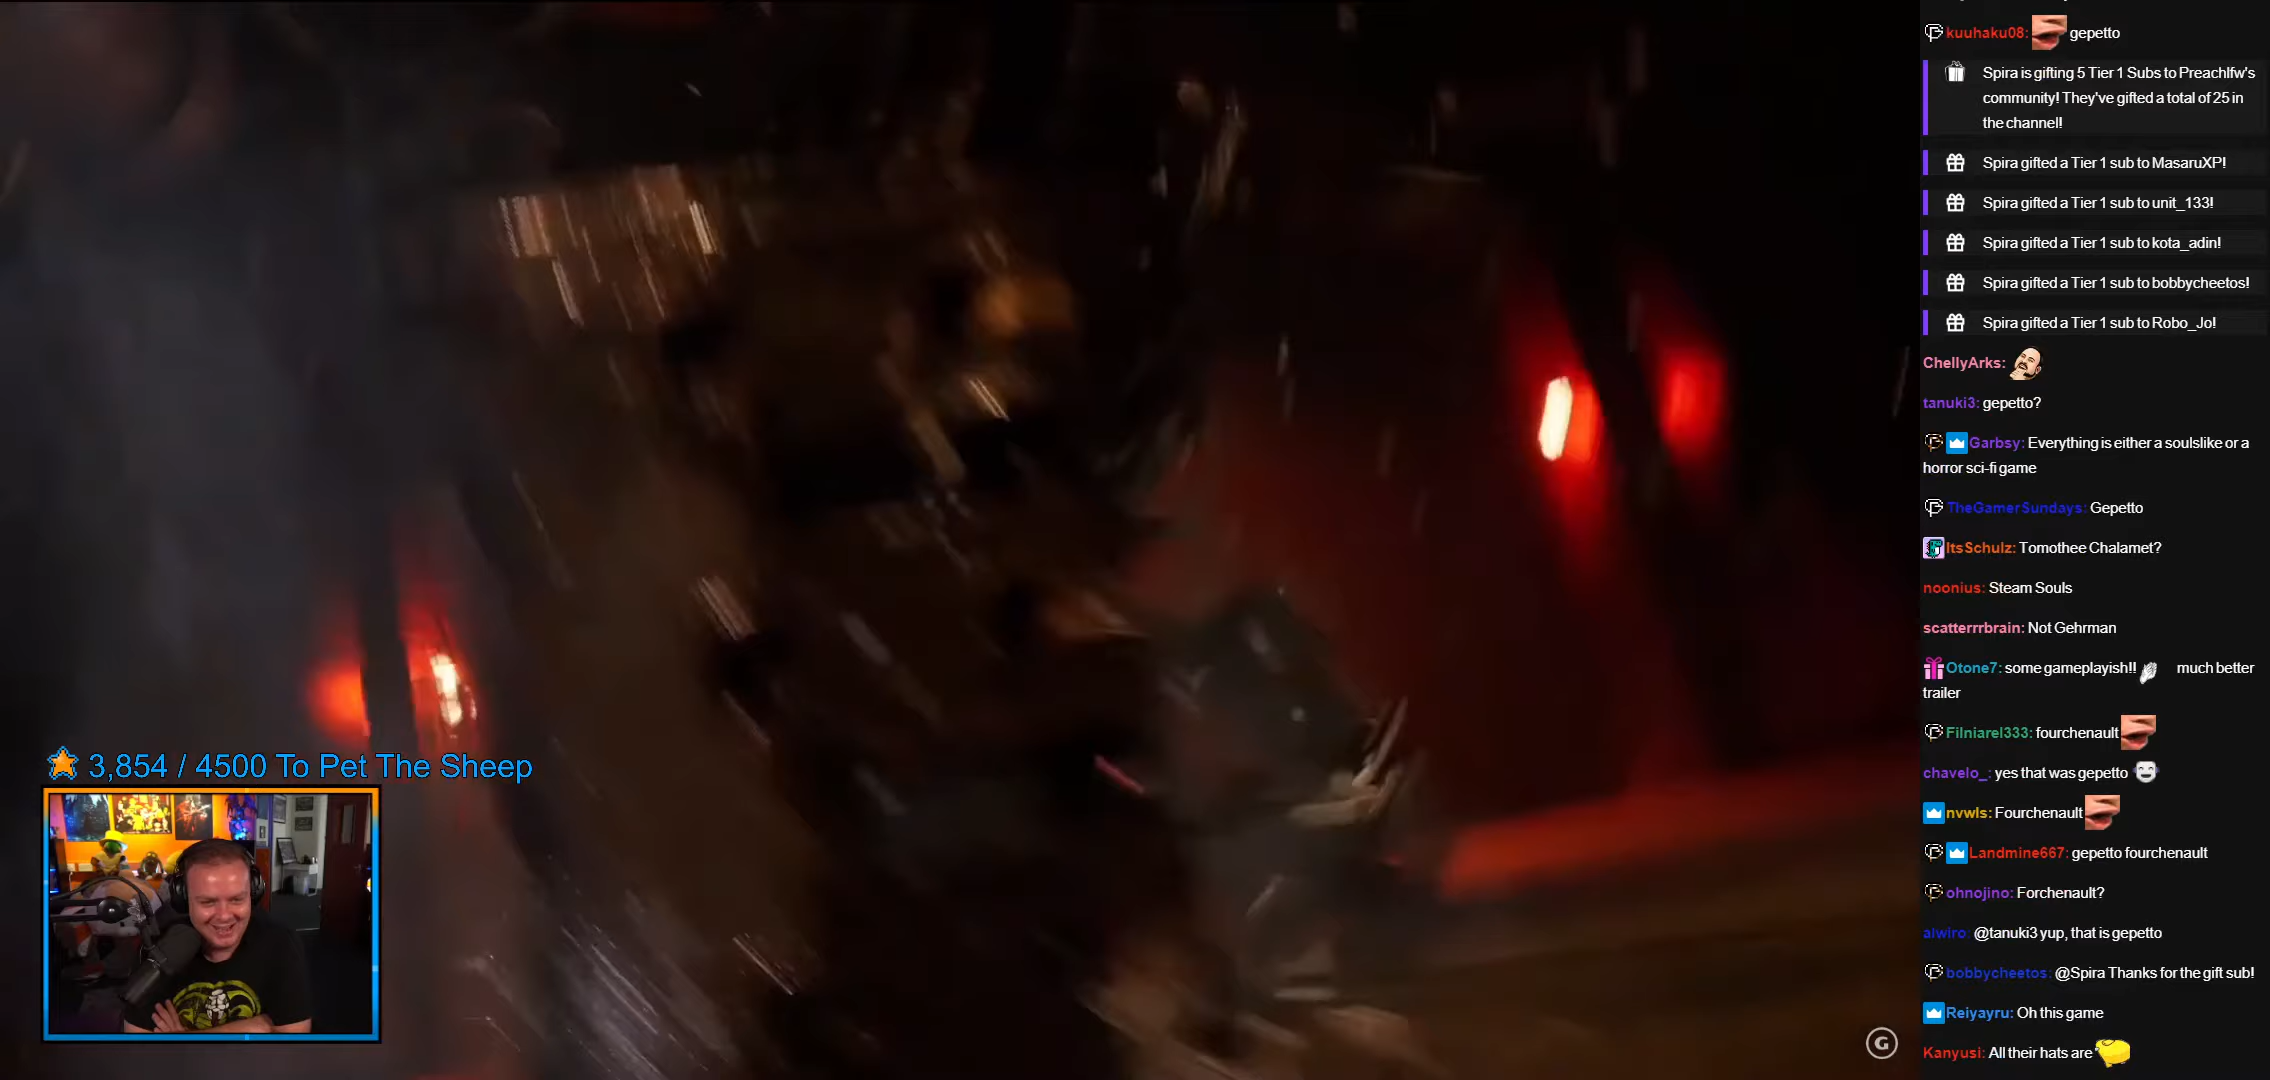 kuuhaku08: gepetto
Spira is gifting 5 Tier 1 Subs to Preachlfw's
community! They've gifted a total of 25 in
the channel!
Spira gifted a Tier 1 sub to MasaruXP!
Spira gifted a Tier 1 sub to unit_133!
Spira gifted a Tier 1 sub to kota_adin!
Spira gifted a Tier 1 sub to bobbycheetos!
Spira gifted a Tier 1 sub to Robo_Jo!
ChellyArks:
tanuki3: gepetto?
Garbsy: Everything is either a soulslike or a
horror sci-fi game
TheGamerSundays: Gepetto
ItsSchulz: Tomothee Chalamet?
noonius: Steam Souls
scatterrrbrain: Not Gehrman
Otone7: some gameplayish!! much better
trailer
Filniarel333: fourchenault
chavelo_: yes that was gepetto
nvwls: Fourchenault
Landmine667: gepetto fourchenault
ohnojino: Forchenault?
alwiro: @tanuki3 yup, that is gepetto
bobbycheetos: @Spira Thanks for the gift sub!
Reiyayru: Oh this game
Kanyusi: All their hats are
3,854 / 4500 To Pet The Sheep
G